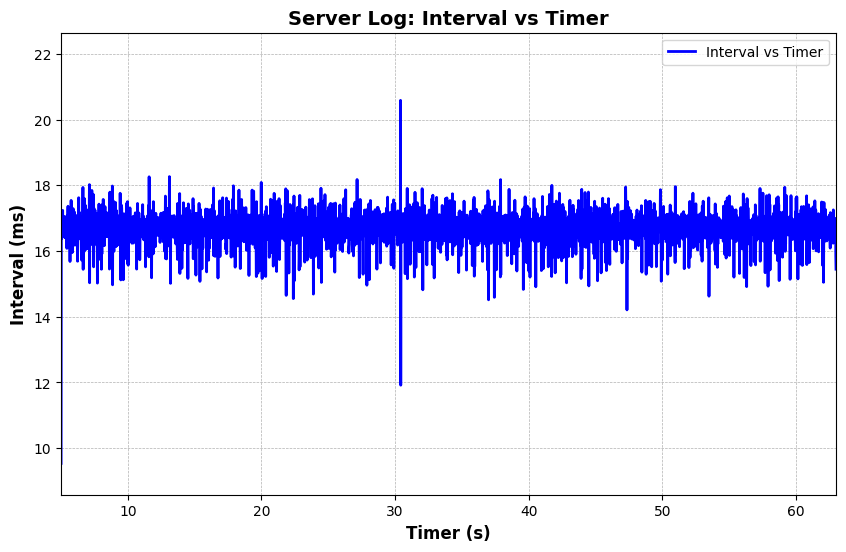 Server Log: Interval vs Timer
Interval vs Timer
22
20
18
16
14
12
10
Interval (ms)
10 20 30 40 50 60
Timer (s)